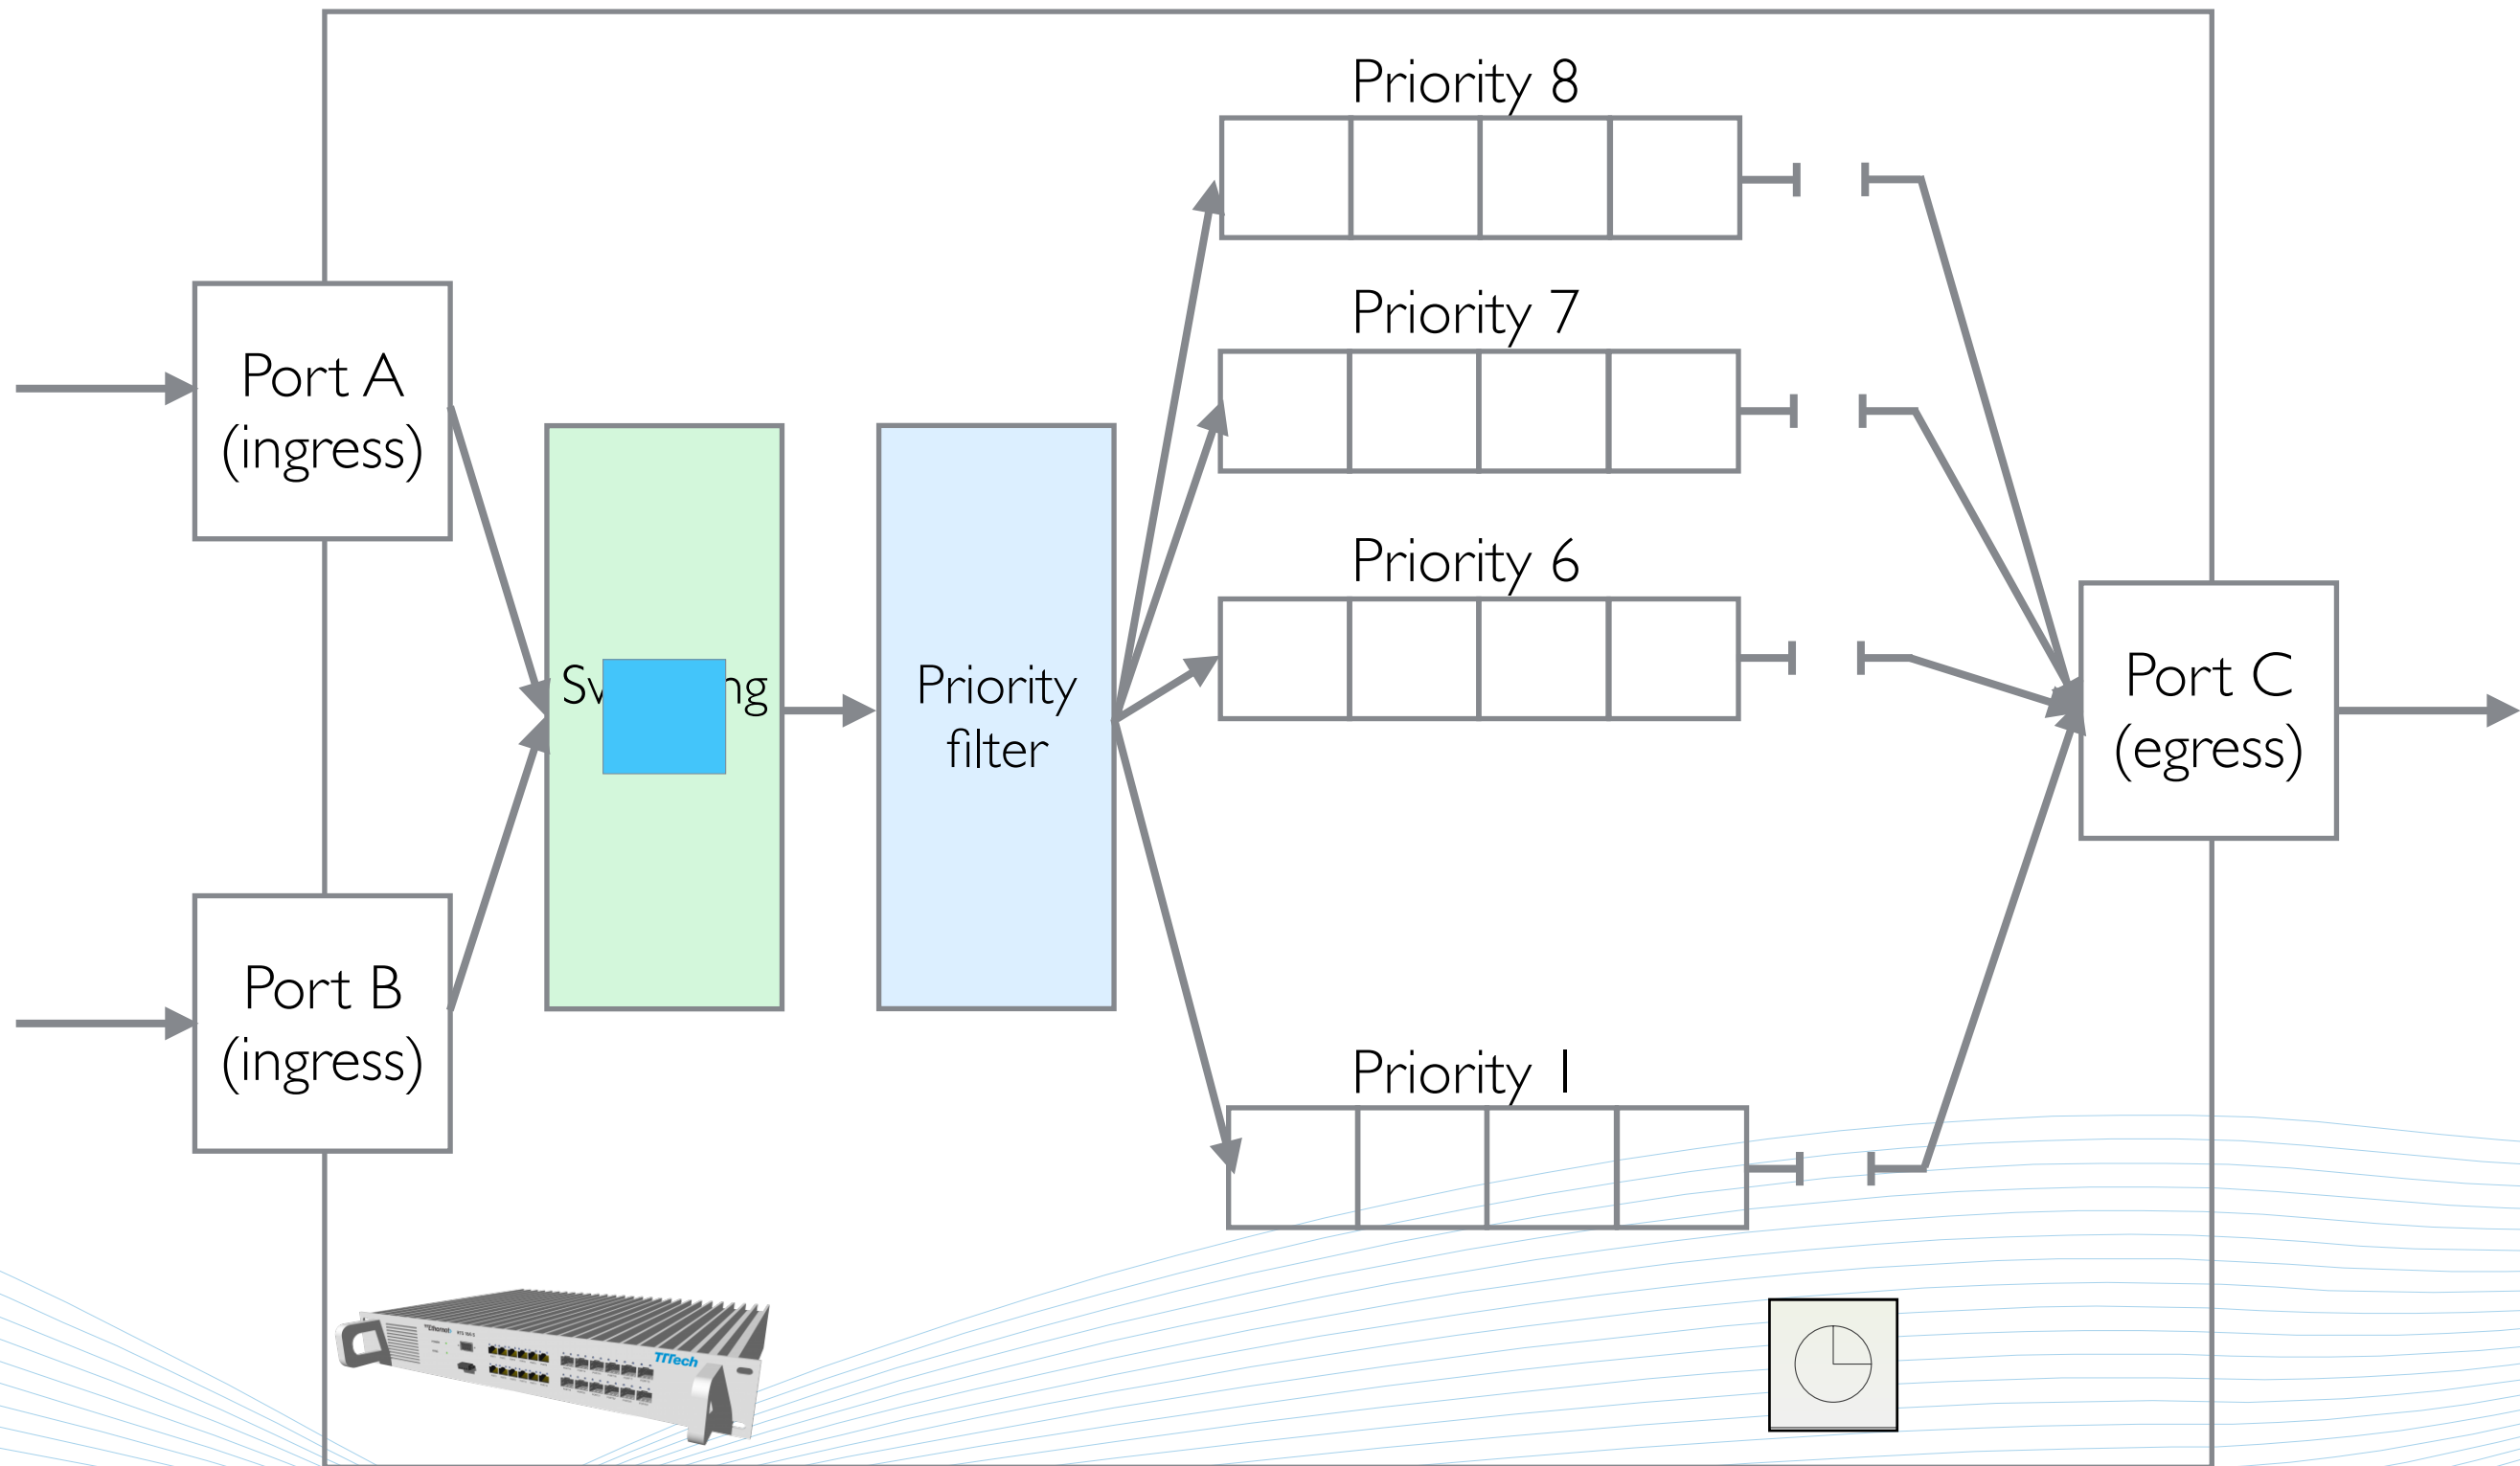 Priority 8
Priority 7
Port A
(ingress)
Priority 6
Priority
filter
Port C
(egress)
Port B
(ingress)
Priority 1
TTTech